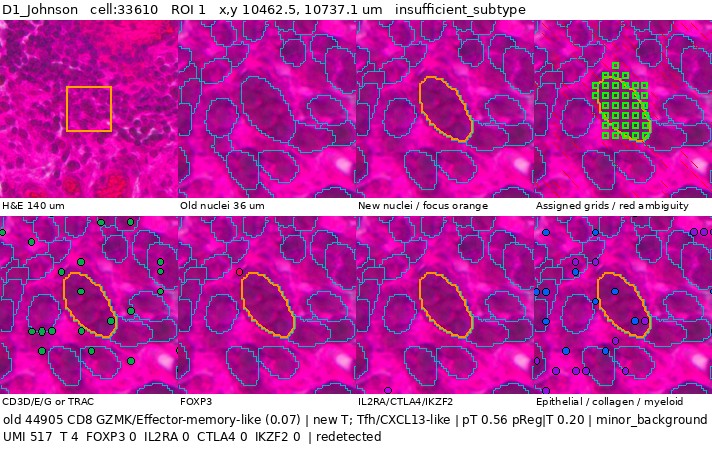 D1_Johnson   cell:33610   ROI 1   x,y 10462.5, 10737.1 um   insufficient_subtype
H&E 140 um
Old nuclei 36 um
New nuclei / focus orange
Assigned grids / red ambiguity
CD3D/E/G or TRAC
FOXP3
IL2RA/CTLA4/IKZF2
Epithelial / collagen / myeloid
old 44905 CD8 GZMK/Effector-memory-like (0.07) | new T; Tfh/CXCL13-like | pT 0.56 pReg|T 0.20 | minor_background
UMI 517  T 4  FOXP3 0  IL2RA 0  CTLA4 0  IKZF2 0  | redetected